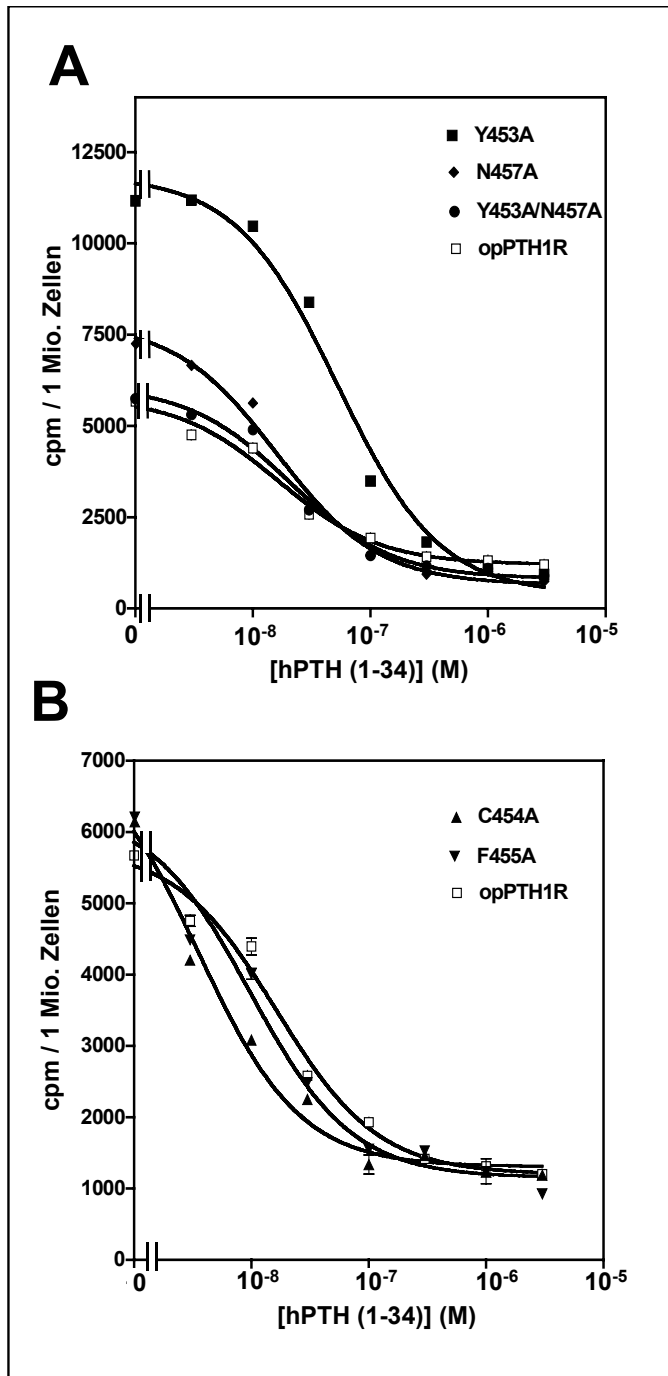 A
Y453A
N457A
Y453A/N457A
opPTH1R
12500
10000
7500
5000
2500
0
cpm / 1 Mio. Zellen
0 10-8 10-7 10-6 10-5
[hPTH (1-34)] (M)
B
C454A
F455A
opPTH1R
7000
6000
5000
4000
3000
2000
1000
0
cpm / 1 Mio. Zellen
0 10-8 10-7 10-6 10-5
[hPTH (1-34)] (M)